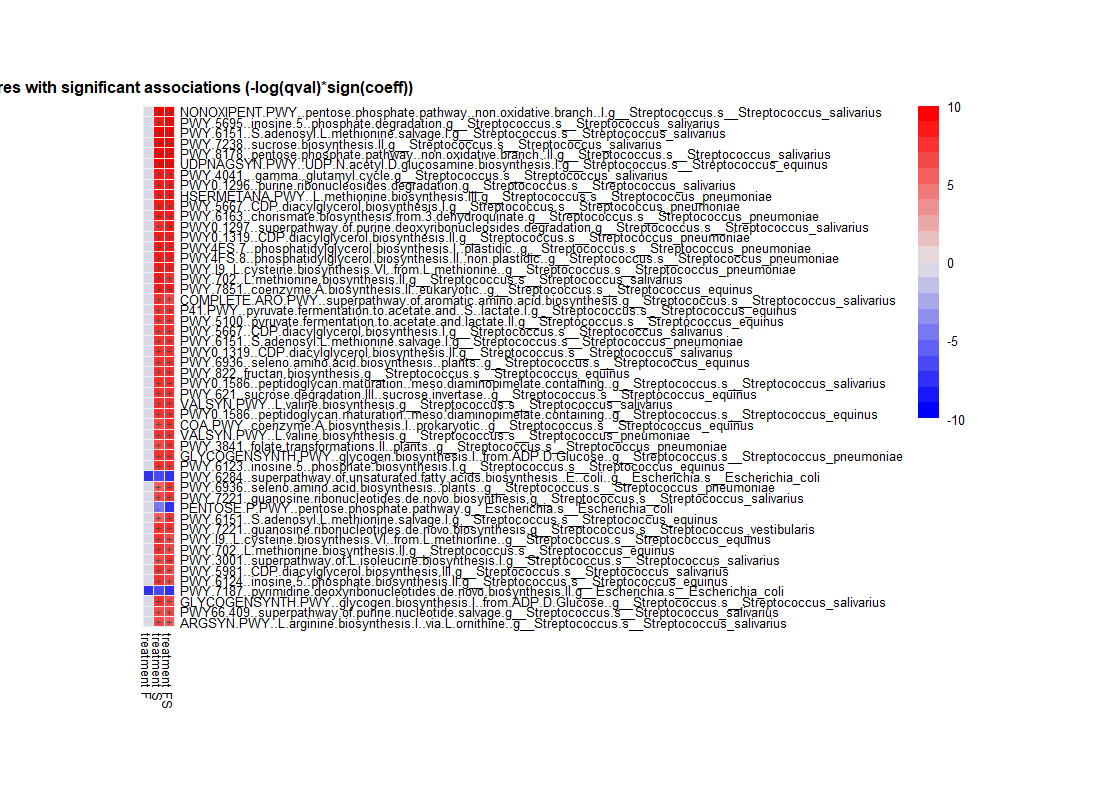 res with significant associations (-log(qval)*sign(coeff))
NONOXIPENT.PWY..pentose.phosphate.pathway..non.oxidative.branch..I.g__Streptococcus.s__Streptococcus_salivarius
PWY.5695..inosine.5..phosphate.degradation.g__Streptococcus.s__Streptococcus_salivarius
PWY.6151..S.adenosyl.L.methionine.salvage.I.g__Streptococcus.s__Streptococcus_salivarius
PWY.7238..sucrose.biosynthesis.II.g__Streptococcus.s__Streptococcus_salivarius
PWY.8178..pentose.phosphate.pathway..non.oxidative.branch..II.g__Streptococcus.s__Streptococcus_salivarius
UDPNAGSYN.PWY..UDP.N.acetyl.D.glucosamine.biosynthesis.I.g__Streptococcus.s__Streptococcus_equinus
PWY.4041..gamma..glutamyl.cycle.g__Streptococcus.s__Streptococcus_salivarius
PWY0.1296..purine.ribonucleosides.degradation.g__Streptococcus.s__Streptococcus_salivarius
HSERMETANA.PWY..L.methionine.biosynthesis.III.g__Streptococcus.s__Streptococcus_pneumoniae
PWY.5667..CDP.diacylglycerol.biosynthesis.I.g__Streptococcus.s__Streptococcus_pneumoniae
PWY.6163..chorismate.biosynthesis.from.3.dehydroquinate.g__Streptococcus.s__Streptococcus_pneumoniae
PWY0.1297..superpathway.of.purine.deoxyribonucleosides.degradation.g__Streptococcus.s__Streptococcus_salivarius
PWY0.1319..CDP.diacylglycerol.biosynthesis.II.g__Streptococcus.s__Streptococcus_pneumoniae
PWY4FS.7..phosphatidylglycerol.biosynthesis.I..plastidic..g__Streptococcus.s__Streptococcus_pneumoniae
PWY4FS.8..phosphatidylglycerol.biosynthesis.II..non.plastidic..g__Streptococcus.s__Streptococcus_pneumoniae
PWY.I9..L.cysteine.biosynthesis.VI..from.L.methionine..g__Streptococcus.s__Streptococcus_pneumoniae
PWY.702..L.methionine.biosynthesis.II.g__Streptococcus.s__Streptococcus_salivarius
PWY.7851..coenzyme.A.biosynthesis.II..eukaryotic..g__Streptococcus.s__Streptococcus_equinus
COMPLETE.ARO.PWY..superpathway.of.aromatic.amino.acid.biosynthesis.g__Streptococcus.s__Streptococcus_salivarius
P41.PWY..pyruvate.fermentation.to.acetate.and..S..lactate.I.g__Streptococcus.s__Streptococcus_equinus
PWY.5100..pyruvate.fermentation.to.acetate.and.lactate.II.g__Streptococcus.s__Streptococcus_equinus
PWY.5667..CDP.diacylglycerol.biosynthesis.I.g__Streptococcus.s__Streptococcus_salivarius
PWY.6151..S.adenosyl.L.methionine.salvage.I.g__Streptococcus.s__Streptococcus_pneumoniae
PWY0.1319..CDP.diacylglycerol.biosynthesis.II.g__Streptococcus.s__Streptococcus_salivarius
PWY.6936..seleno.amino.acid.biosynthesis..plants..g__Streptococcus.s__Streptococcus_equinus
PWY.822..fructan.biosynthesis.g__Streptococcus.s__Streptococcus_equinus
PWY0.1586..peptidoglycan.maturation..meso.diaminopimelate.containing..g__Streptococcus.s__Streptococcus_salivarius
PWY.621..sucrose.degradation.III..sucrose.invertase..g__Streptococcus.s__Streptococcus_equinus
VALSYN.PWY..L.valine.biosynthesis.g__Streptococcus.s__Streptococcus_salivarius
PWY0.1586..peptidoglycan.maturation..meso.diaminopimelate.containing..g__Streptococcus.s__Streptococcus_equinus
COA.PWY..coenzyme.A.biosynthesis.I..prokaryotic..g__Streptococcus.s__Streptococcus_equinus
VALSYN.PWY..L.valine.biosynthesis.g__Streptococcus.s__Streptococcus_pneumoniae
PWY.3841..folate.transformations.II..plants..g__Streptococcus.s__Streptococcus_pneumoniae
GLYCOGENSYNTH.PWY..glycogen.biosynthesis.I..from.ADP.D.Glucose..g__Streptococcus.s__Streptococcus_pneumoniae
PWY.6123..inosine.5..phosphate.biosynthesis.I.g__Streptococcus.s__Streptococcus_equinus
PWY.6284..superpathway.of.unsaturated.fatty.acids.biosynthesis..E..coli..g__Escherichia.s__Escherichia_coli
PWY.6936..seleno.amino.acid.biosynthesis..plants..g__Streptococcus.s__Streptococcus_pneumoniae
PWY.7221..guanosine.ribonucleotides.de.novo.biosynthesis.g__Streptococcus.s__Streptococcus_salivarius
PENTOSE.P.PWY..pentose.phosphate.pathway.g__Escherichia.s__Escherichia_coli
PWY.6151..S.adenosyl.L.methionine.salvage.I.g__Streptococcus.s__Streptococcus_equinus
PWY.7221..guanosine.ribonucleotides.de.novo.biosynthesis.g__Streptococcus.s__Streptococcus_vestibularis
PWY.I9..L.cysteine.biosynthesis.VI..from.L.methionine..g__Streptococcus.s__Streptococcus_equinus
PWY.702..L.methionine.biosynthesis.II.g__Streptococcus.s__Streptococcus_equinus
PWY.3001..superpathway.of.L.isoleucine.biosynthesis.I.g__Streptococcus.s__Streptococcus_salivarius
PWY.5981..CDP.diacylglycerol.biosynthesis.III.g__Streptococcus.s__Streptococcus_salivarius
PWY.6124..inosine.5..phosphate.biosynthesis.II.g__Streptococcus.s__Streptococcus_equinus
PWY.7187..pyrimidine.deoxyribonucleotides.de.novo.biosynthesis.II.g__Escherichia.s__Escherichia_coli
GLYCOGENSYNTH.PWY..glycogen.biosynthesis.I..from.ADP.D.Glucose..g__Streptococcus.s__Streptococcus_salivarius
PWY66.409..superpathway.of.purine.nucleotide.salvage.g__Streptococcus.s__Streptococcus_salivarius
ARGSYN.PWY..L.arginine.biosynthesis.I..via.L.ornithine..g__Streptococcus.s__Streptococcus_salivarius
treatment F
treatment S
treatment FS
10
5
0
-5
-10